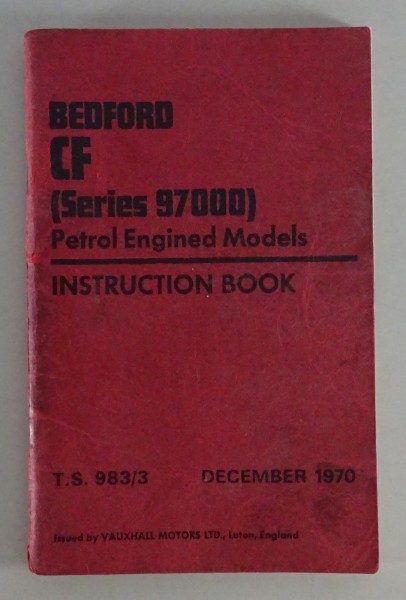 BEDFORD
CF
(Series 97000)
Petrol Engined Models
INSTRUCTION BOOK
T.S. 983/3 DECEMBER 1970
Issued by VAUXHALL MOTORS LTD., Luton, England